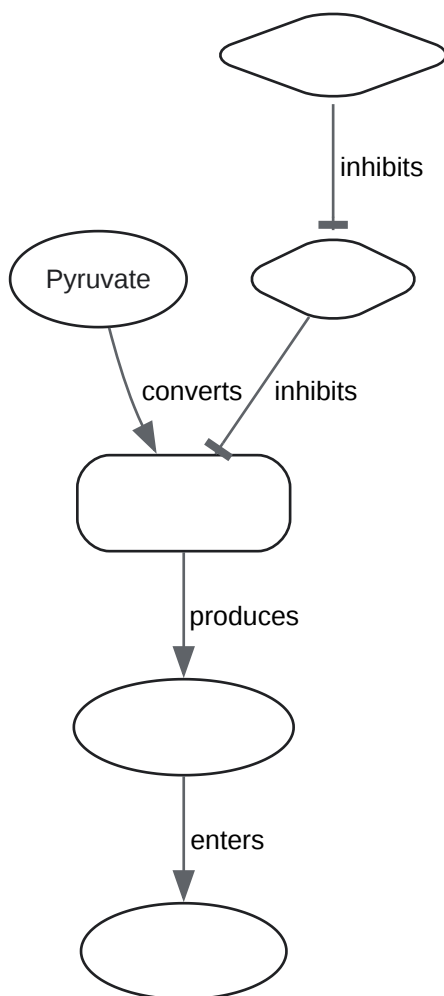 inhibits
Pyruvate
converts
inhibits
produces
enters